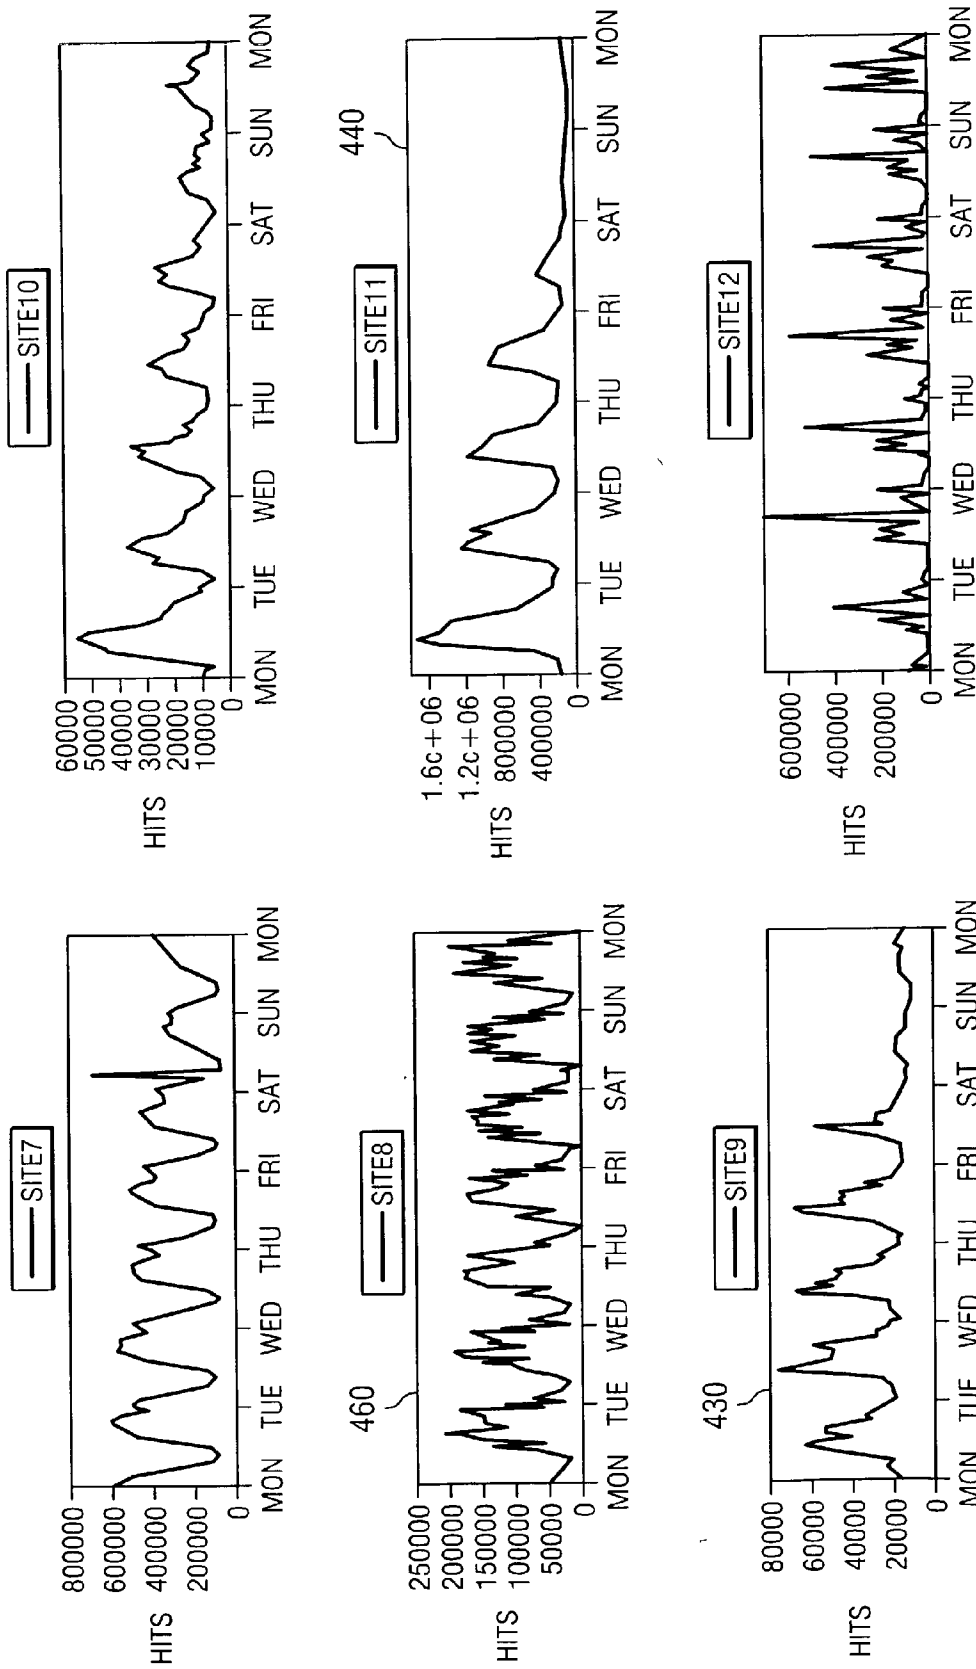 SITE7
HITS
800000
600000
400000
200000
0
MON TUE WED THU FRI SAT SUN MON
SITE10
HITS
60000
50000
40000
30000
20000
10000
0
MON TUE WED THU FRI SAT SUN MON
SITE8
460
HITS
250000
200000
150000
100000
50000
0
MON TUE WED THU FRI SAT SUN MON
SITE11
440
HITS
1.6c+06
1.2c+06
800000
400000
0
MON TUE WED THU FRI SAT SUN MON
SITE9
430
HITS
80000
60000
40000
20000
0
MON TUE WED THU FRI SAT SUN MON
SITE12
HITS
600000
400000
200000
0
MON TUE WED THU FRI SAT SUN MON